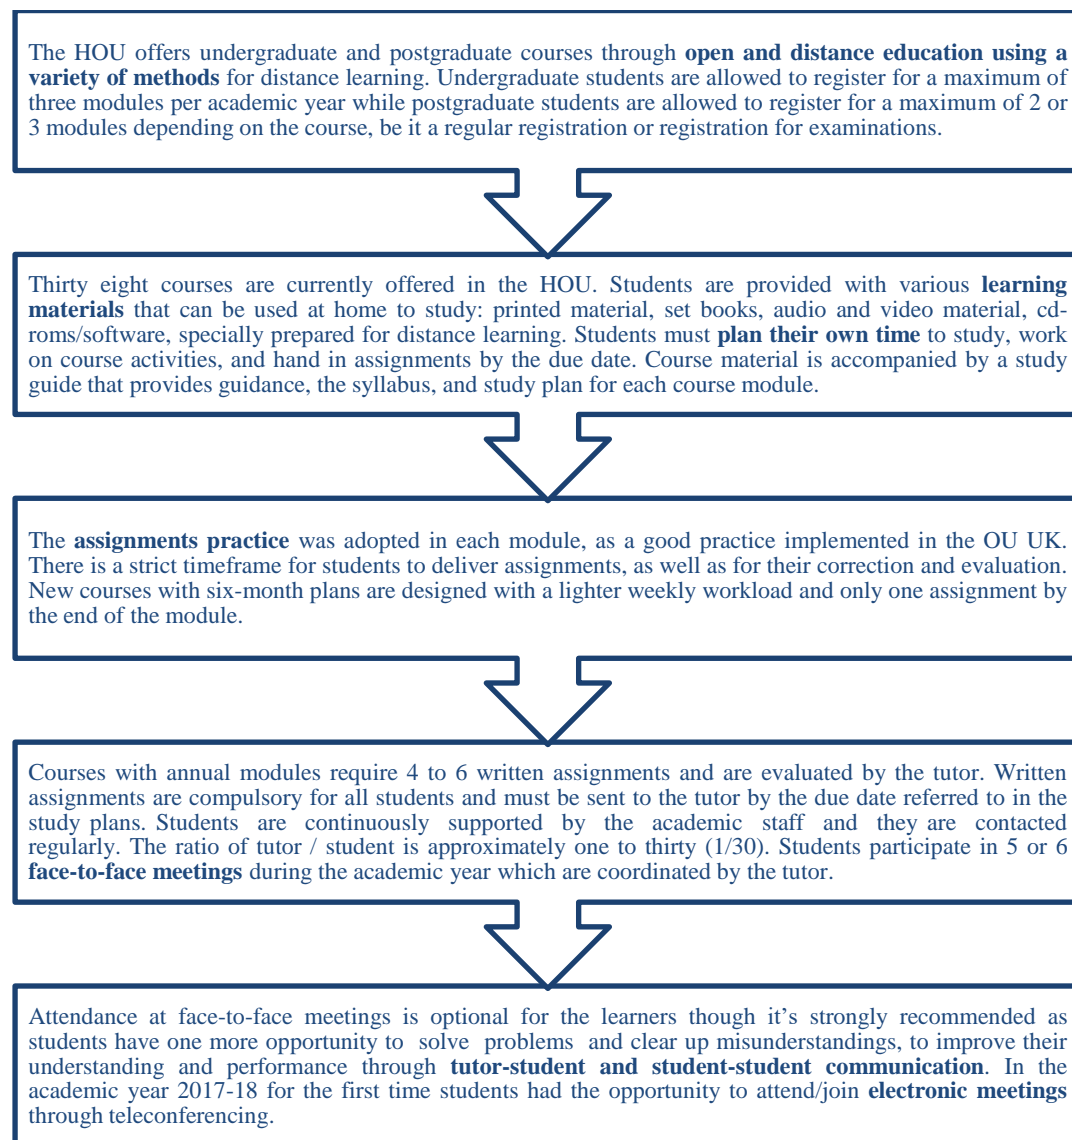 The HOU offers undergraduate and postgraduate courses through open and distance education using a
variety of methods for distance learning. Undergraduate students are allowed to register for a maximum of
three modules per academic year while postgraduate students are allowed to register for a maximum of 2 or
3 modules depending on the course, be it a regular registration or registration for examinations.
Thirty eight courses are currently offered in the HOU. Students are provided with various learning
materials that can be used at home to study: printed material, set books, audio and video material, cd-
roms/software, specially prepared for distance learning. Students must plan their own time to study, work
on course activities, and hand in assignments by the due date. Course material is accompanied by a study
guide that provides guidance, the syllabus, and study plan for each course module.
The assignments practice was adopted in each module, as a good practice implemented in the OU UK.
There is a strict timeframe for students to deliver assignments, as well as for their correction and evaluation.
New courses with six-month plans are designed with a lighter weekly workload and only one assignment by
the end of the module.
Courses with annual modules require 4 to 6 written assignments and are evaluated by the tutor. Written
assignments are compulsory for all students and must be sent to the tutor by the due date referred to in the
study plans. Students are continuously supported by the academic staff and they are contacted
regularly. The ratio of tutor / student is approximately one to thirty (1/30). Students participate in 5 or 6
face-to-face meetings during the academic year which are coordinated by the tutor.
Attendance at face-to-face meetings is optional for the learners though it's strongly recommended as
students have one more opportunity to solve problems and clear up misunderstandings, to improve their
understanding and performance through tutor-student and student-student communication. In the
academic year 2017-18 for the first time students had the opportunity to attend/join electronic meetings
through teleconferencing.